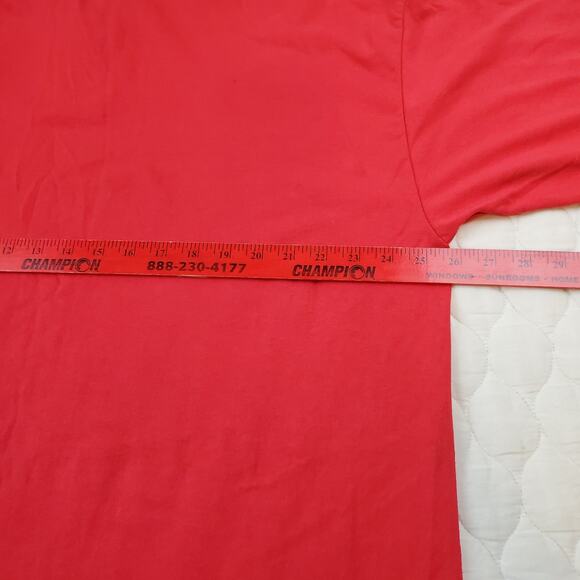 12 13 14 15 16 17 18 19 20 21 22 23 24 25 26 27 28 29
CHAMPION 888-230-4177 CHAMPION WINDOWS - SUNROOMS - HOME